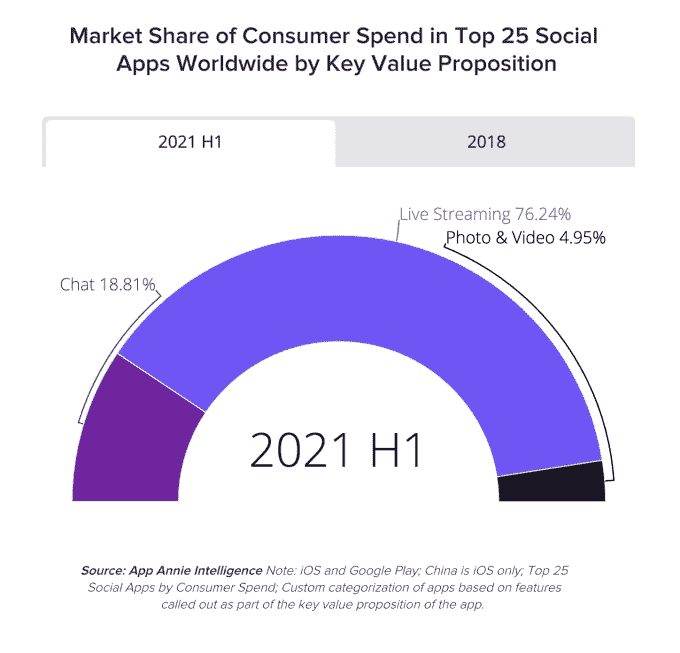 Market Share of Consumer Spend in Top 25 Social
Apps Worldwide by Key Value Proposition
2021 H1
2018
Live Streaming 76.24%
Photo & Video 4.95%
Chat 18.81%
2021 H1
Source: App Annie Intelligence Note: iOS and Google Play; China is iOS only; Top 25
Social Apps by Consumer Spend; Custom categorization of apps based on features
called out as part of the key value proposition of the app.